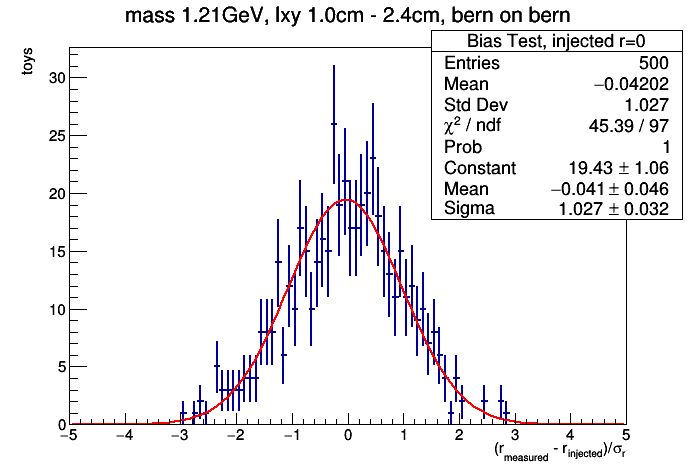 mass 1.21GeV, lxy 1.0cm - 2.4cm, bern on bern
toys
Bias Test, injected r=0
Entries 500
Mean −0.04202
Std Dev 1.027
χ² / ndf 45.39 / 97
Prob 1
Constant 19.43 ± 1.06
Mean −0.041 ± 0.046
Sigma 1.027 ± 0.032
30
25
20
15
10
5
0
−5 −4 −3 −2 −1 0 1 2 3 4 5
(r_measured - r_injected)/σ_r